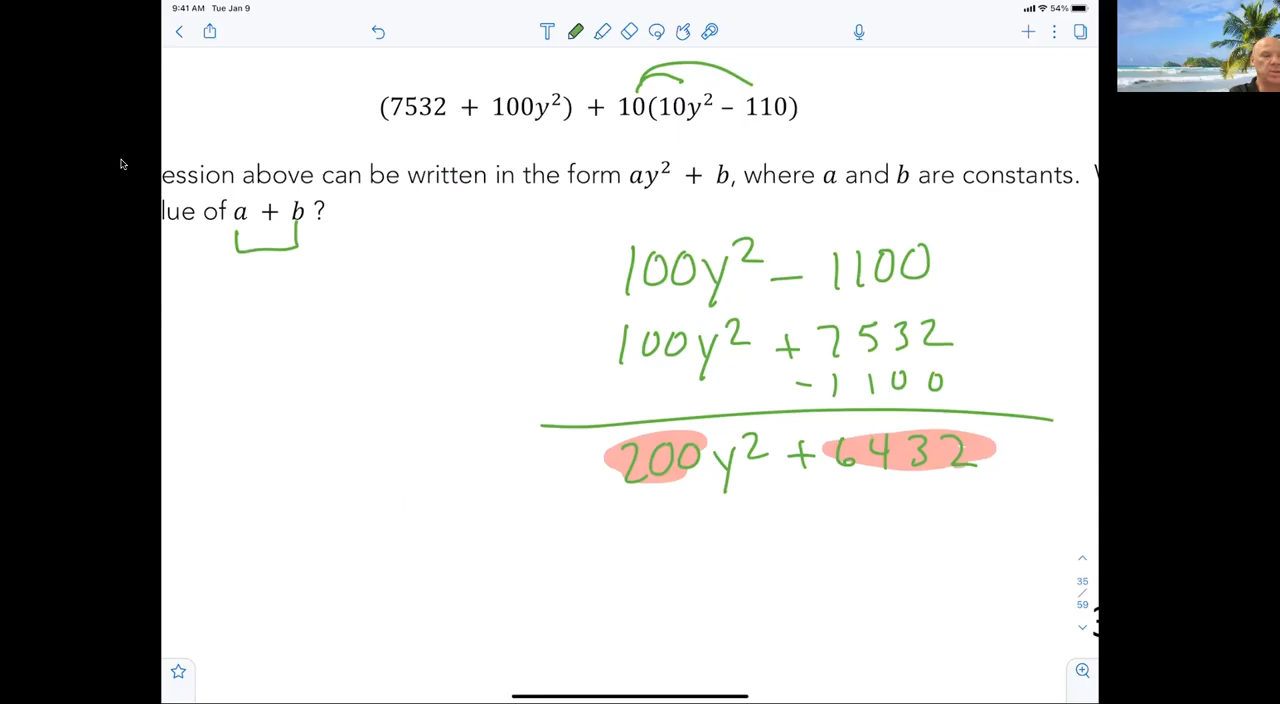 9:41 AM Tue Jan 9
54%
(7532 + 100y² ) + 10(10y² – 110)
ession above can be written in the form ay² + b, where a and b are constants.
lue of a + b ?
100y² – 1100
100y² + 7532
– 1100
200y² + 6432
35
/
59